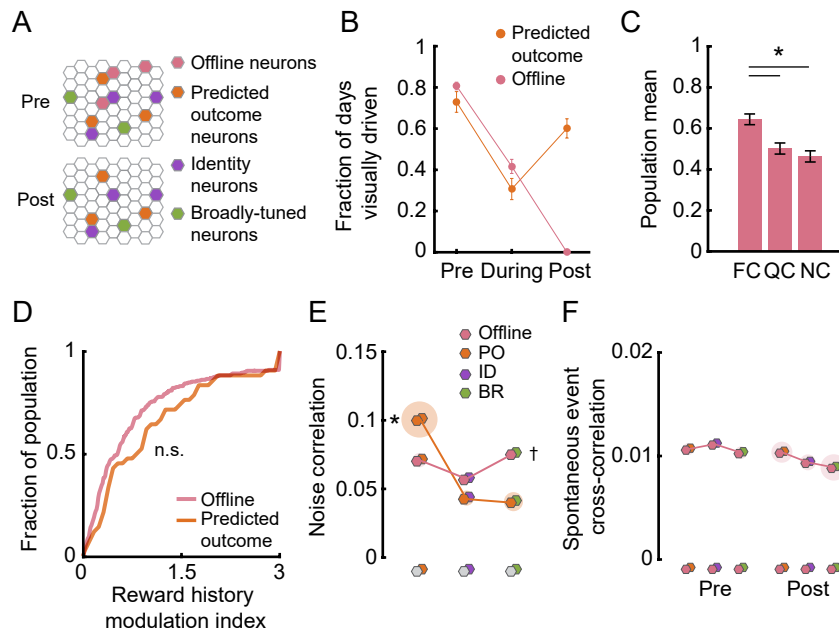 A
Pre
Post
Offline neurons
Predicted
outcome
neurons
Identity
neurons
Broadly-tuned
neurons
B
Fraction of days
visually driven
1
0.8
0.6
0.4
0.2
0
Pre During Post
Predicted
outcome
Offline
C
Population mean
1
0.8
0.6
0.4
0.2
0
*
FC QC NC
D
Fraction of population
1
0.5
0
n.s.
Offline
Predicted
outcome
0 1.5 3
Reward history
modulation index
E
Noise correlation
0.15
0.1
0.05
0
Offline
PO
ID
BR
*
†
F
Spontaneous event
cross-correlation
0.02
0.01
0
Pre Post